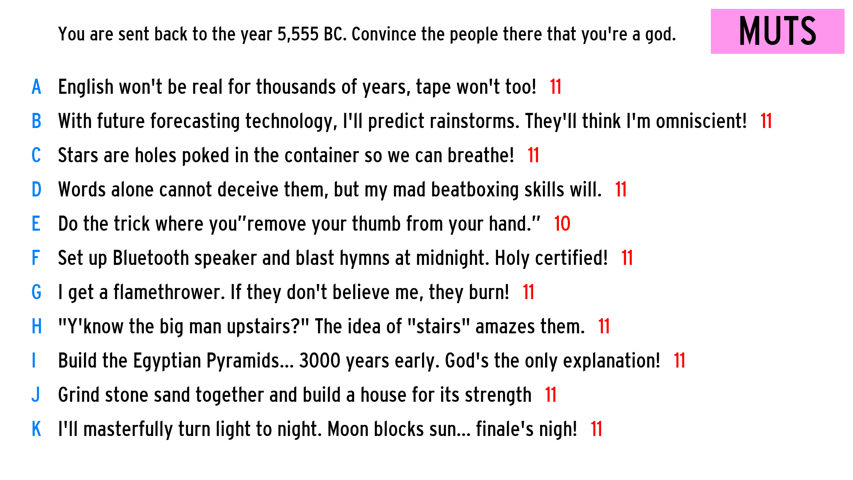 You are sent back to the year 5,555 BC. Convince the people there that you're a god.
MUTS
A English won't be real for thousands of years, tape won't too! 11
B With future forecasting technology, I'll predict rainstorms. They'll think I'm omniscient! 11
C Stars are holes poked in the container so we can breathe! 11
D Words alone cannot deceive them, but my mad beatboxing skills will. 11
E Do the trick where you”remove your thumb from your hand.” 10
F Set up Bluetooth speaker and blast hymns at midnight. Holy certified! 11
G I get a flamethrower. If they don't believe me, they burn! 11
H "Y'know the big man upstairs?" The idea of "stairs" amazes them. 11
I Build the Egyptian Pyramids... 3000 years early. God's the only explanation! 11
J Grind stone sand together and build a house for its strength 11
K I'll masterfully turn light to night. Moon blocks sun... finale's nigh! 11